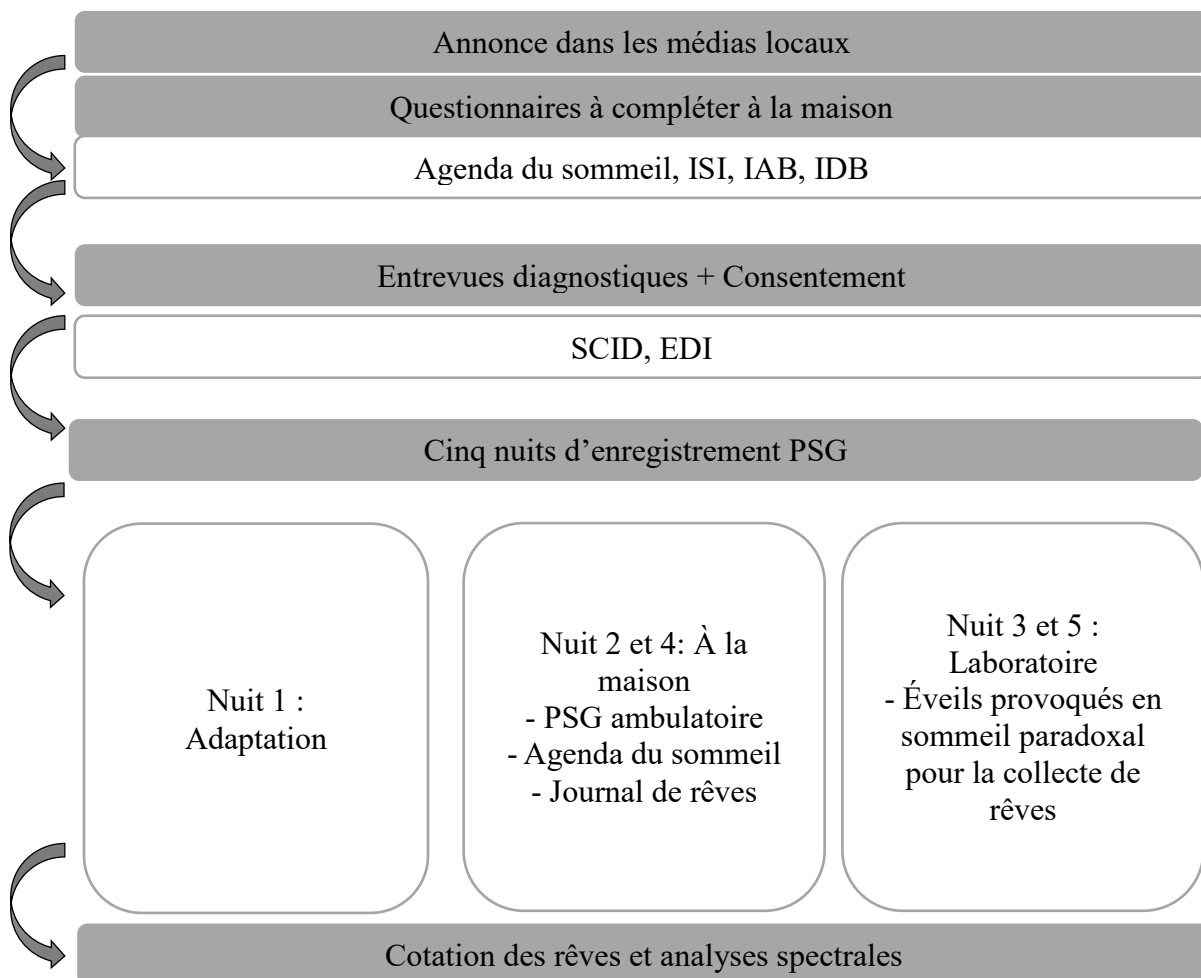 Annonce dans les médias locaux
Questionnaires à compléter à la maison
Agenda du sommeil, ISI, IAB, IDB
Entrevues diagnostiques + Consentement
SCID, EDI
Cinq nuits d’enregistrement PSG
Nuit 1 :
Adaptation
Nuit 2 et 4: À la
maison
- PSG ambulatoire
- Agenda du sommeil
- Journal de rêves
Nuit 3 et 5 :
Laboratoire
- Éveils provoqués en
sommeil paradoxal
pour la collecte de
rêves
Cotation des rêves et analyses spectrales